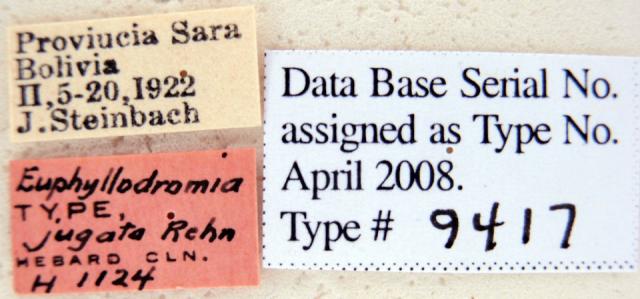 Proviucia Sara
Bolivia
II,5-20,1922
J.Steinbach
Euphyllodromia
TYPE,
jugata Rehn
HEBARD CLN.
H 1124
Data Base Serial No.
assigned as Type No.
April 2008.
Type # 9417